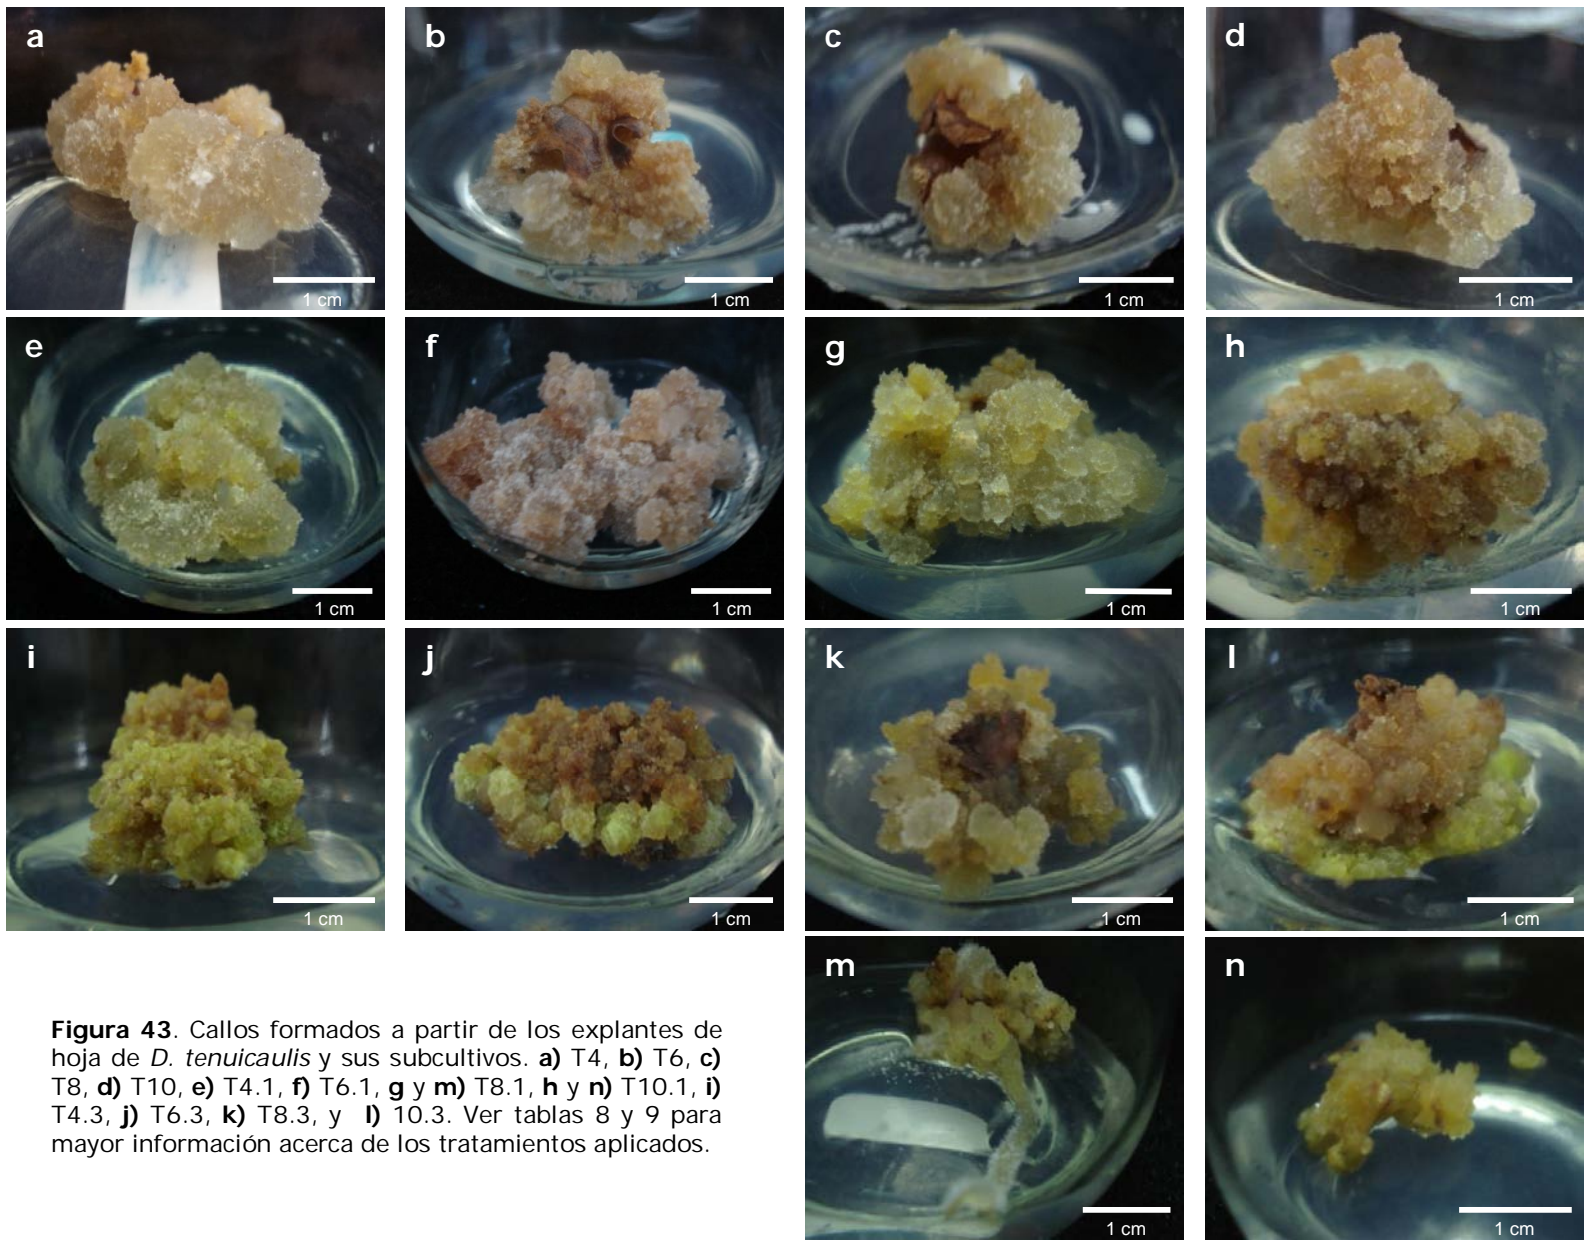 a
b
c
d
1 cm
1 cm
1 cm
1 cm
e
f
g
h
1 cm
1 cm
1 cm
1 cm
i
j
k
l
1 cm
1 cm
1 cm
1 cm
m
n
1 cm
1 cm
Figura 43. Callos formados a partir de los explantes de
hoja de D. tenuicaulis y sus subcultivos. a) T4, b) T6, c)
T8, d) T10, e) T4.1, f) T6.1, g y m) T8.1, h y n) T10.1, i)
T4.3, j) T6.3, k) T8.3, y l) 10.3. Ver tablas 8 y 9 para
mayor información acerca de los tratamientos aplicados.